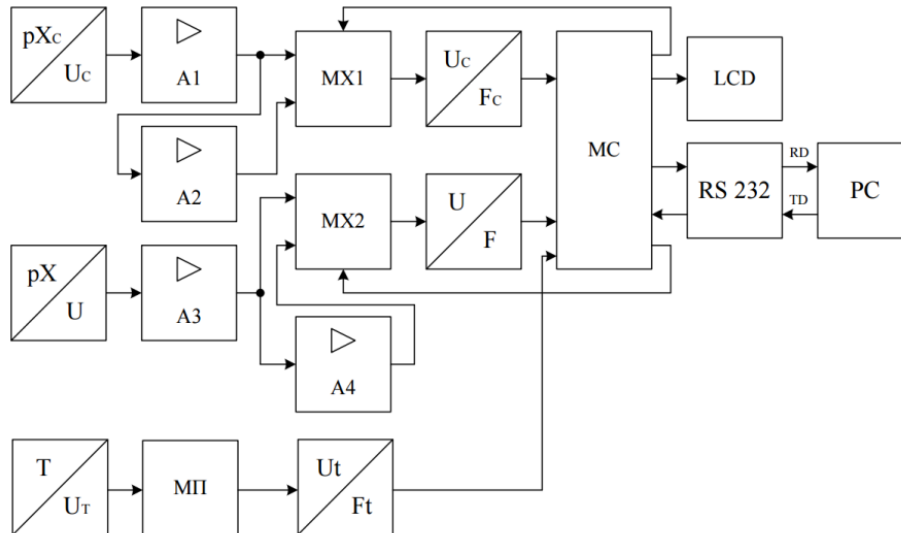 pXc
Uc
A1
MX1
Uc
Fc
MC
LCD
A2
RS 232
RD
TD
PC
MX2
U
F
pX
U
A3
A4
T
UT
МП
Ut
Ft